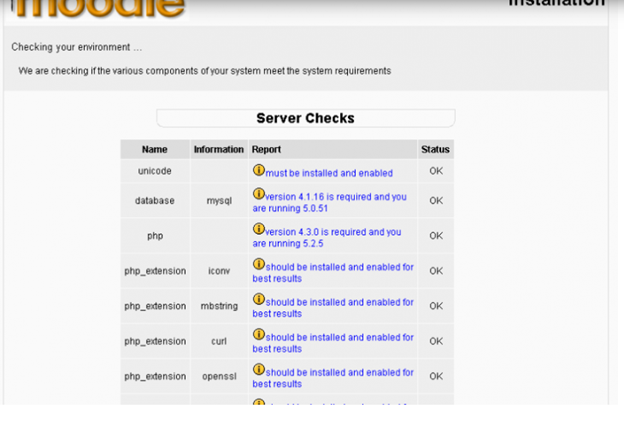 moodle
Installation
Checking your environment ...
We are checking if the various components of your system meet the system requirements
Server Checks
Name Information Report Status
unicode must be installed and enabled OK
database mysql version 4.1.16 is required and you
are running 5.0.51 OK
php version 4.3.0 is required and you
are running 5.2.5 OK
php_extension iconv should be installed and enabled for
best results OK
php_extension mbstring should be installed and enabled for
best results OK
php_extension curl should be installed and enabled for
best results OK
php_extension openssl should be installed and enabled for
best results OK